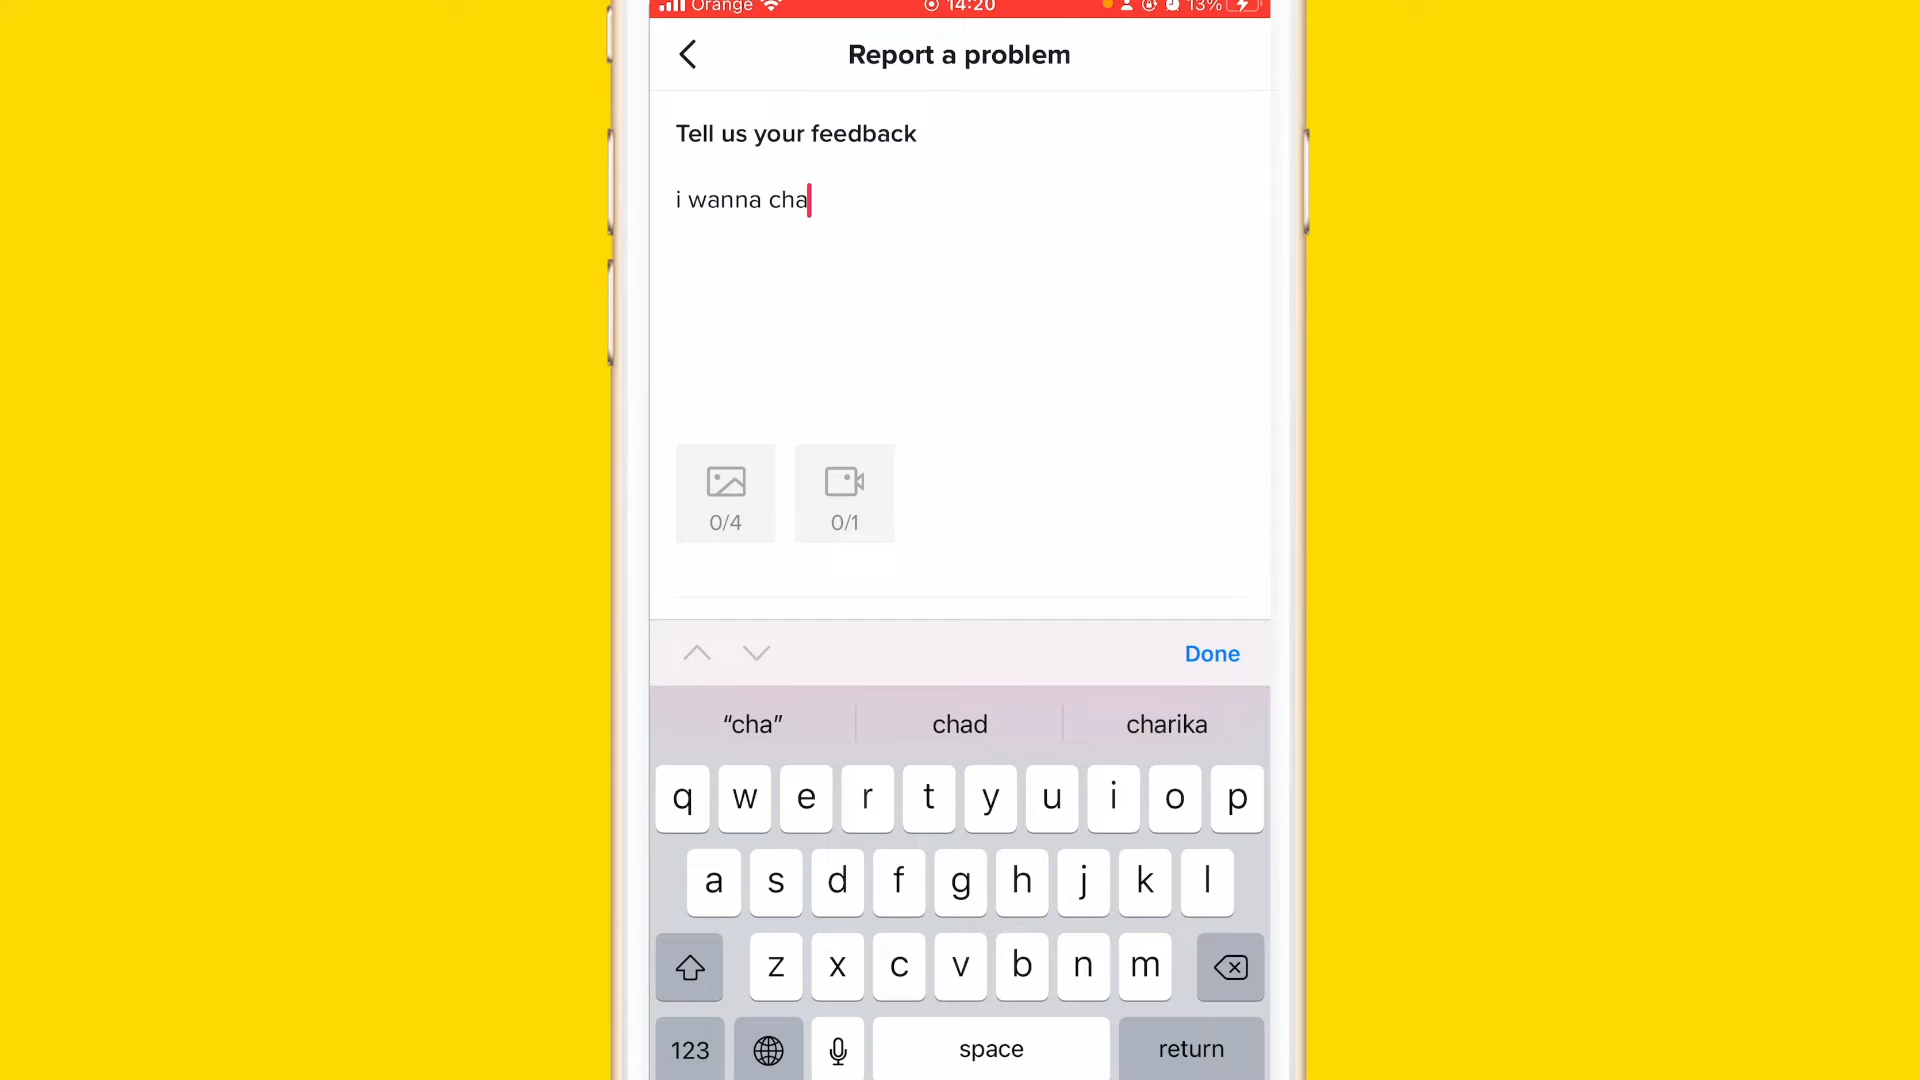 Orange 14:20 13%
Report a problem
Tell us your feedback
i wanna cha
0/4 0/1
Done
“cha” chad charika
q w e r t y u i o p
a s d f g h j k l
z x c v b n m
123 space return